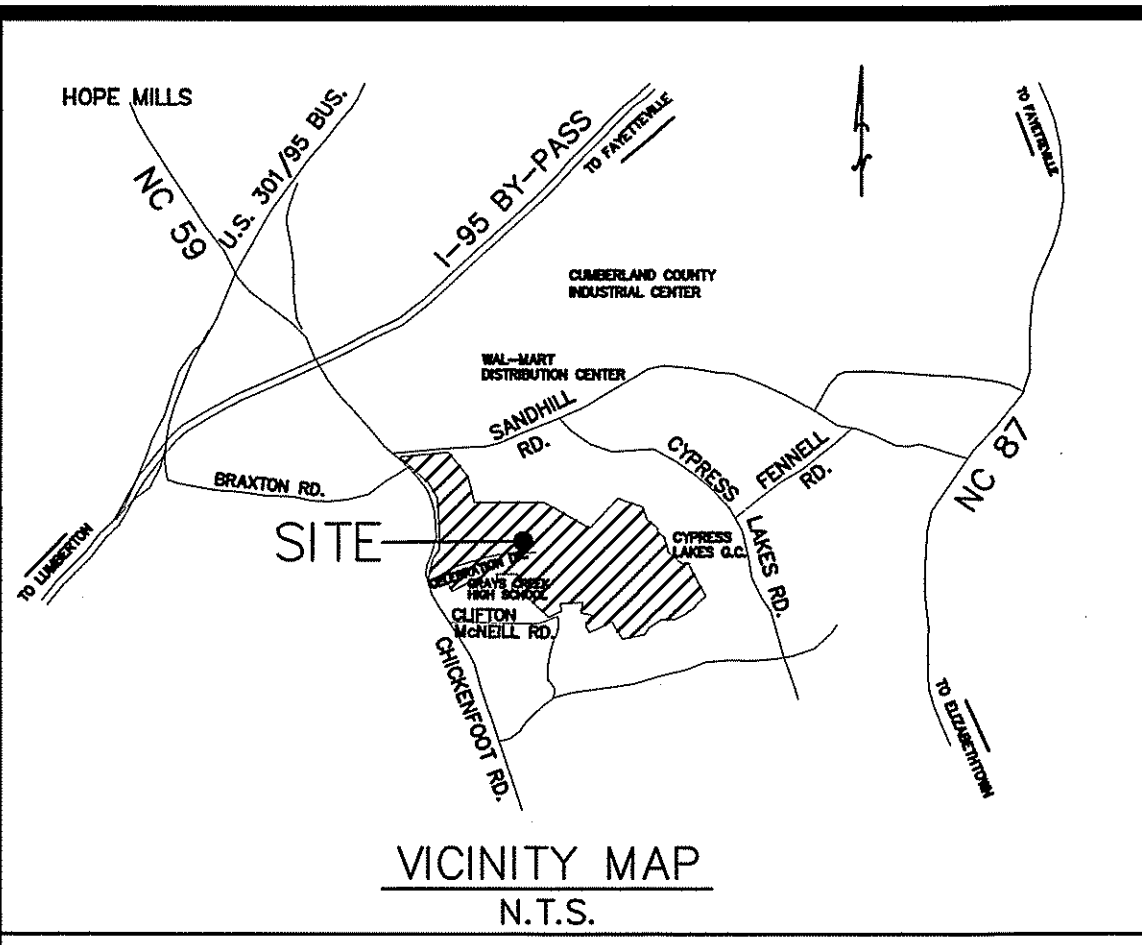 HOPE MILLS
NC 59
U.S. 301/95 BUS.
I-95 BY-PASS
TO FAYETTEVILLE
TO FAYETTEVILLE
N
CUMBERLAND COUNTY
INDUSTRIAL CENTER
WAL-MART
DISTRIBUTION CENTER
SANDHILL
RD.
CYPRESS
LAKES RD.
FENNELL
RD.
NC 87
BRAXTON RD.
SITE
CYPRESS
LAKES G.C.
TO LUMBERTON
CELEBRATION DR.
GRAYS CREEK
HIGH SCHOOL
CLIFTON
McNEILL RD.
CHICKENFOOT RD.
TO ELIZABETHTOWN
VICINITY MAP
N.T.S.